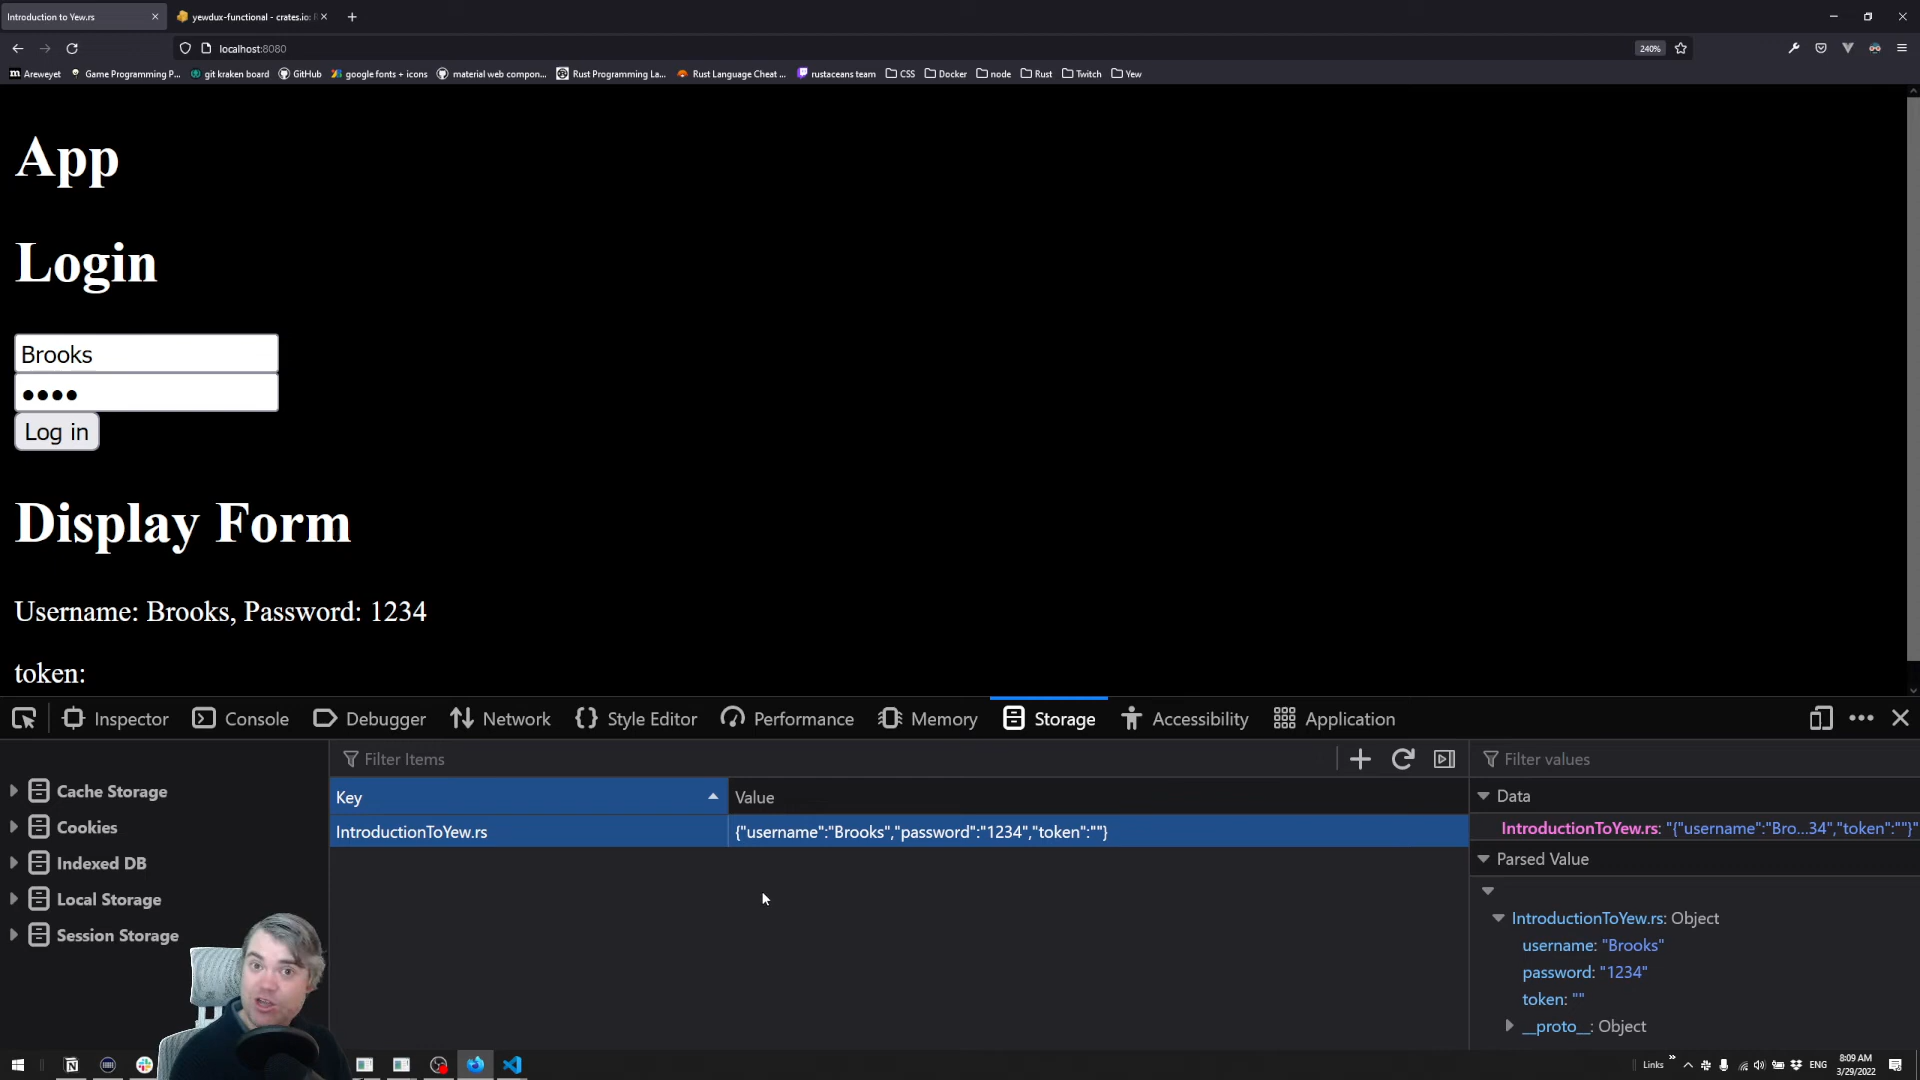 Introduction to Yew.rs
yewdux-functional - crates.io: R
localhost:8080
240%
Areweyet
Game Programming P...
git kraken board
GitHub
google fonts + icons
material web compon...
Rust Programming La...
Rust Language Cheat ...
rustaceans team
CSS
Docker
node
Rust
Twitch
Yew
App
Login
Brooks
Log in
Display Form
Username: Brooks, Password: 1234
token:
Inspector
Console
Debugger
Network
Style Editor
Performance
Memory
Storage
Accessibility
Application
Cache Storage
Cookies
Indexed DB
Local Storage
Session Storage
Filter Items
Key
Value
IntroductionToYew.rs
{"username":"Brooks","password":"1234","token":""}
Filter values
Data
IntroductionToYew.rs: "{"username":"Bro...34","token":""}"
Parsed Value
IntroductionToYew.rs: Object
username: "Brooks"
password: "1234"
token: ""
__proto__: Object
Links
ENG
8:09 AM
3/29/2022